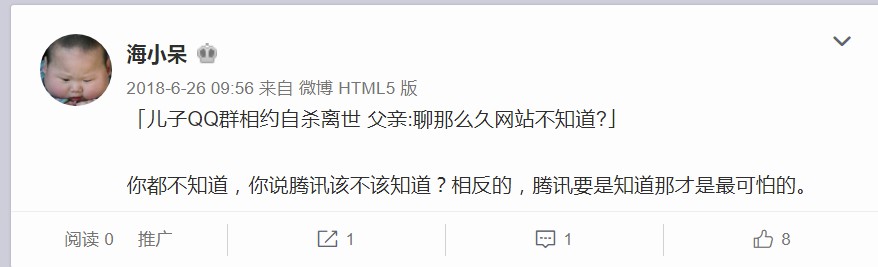 海小呆
2018-6-26 09:56 来自 微博 HTML5 版
「儿子QQ群相约自杀离世 父亲:聊那么久网站不知道?」
你都不知道，你说腾讯该不该知道？相反的，腾讯要是知道那才是最可怕的。
阅读 0 推广 1 1 8